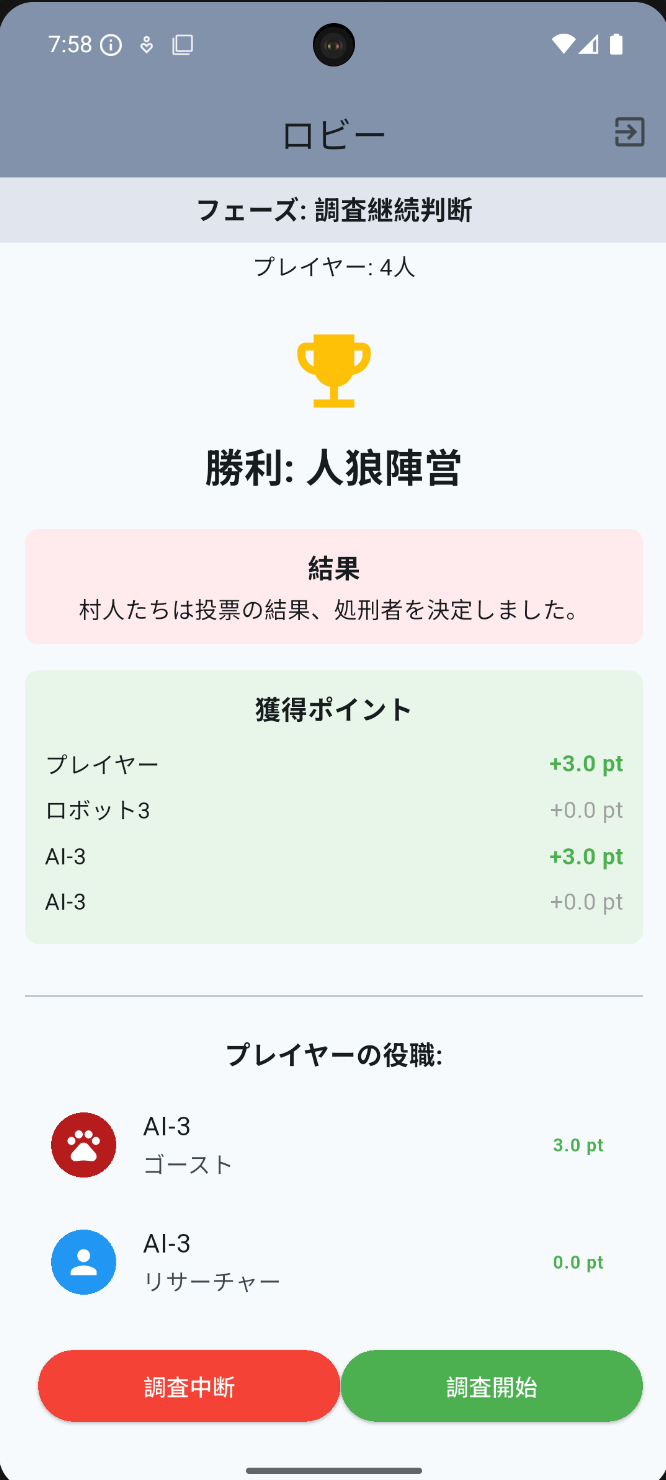 7:58
ロビー
フェーズ: 調査継続判断
プレイヤー: 4人
勝利: 人狼陣営
結果
村人たちは投票の結果、処刑者を決定しました。
獲得ポイント
プレイヤー +3.0 pt
ロボット3 +0.0 pt
AI-3 +3.0 pt
AI-3 +0.0 pt
プレイヤーの役職:
AI-3
ゴースト
3.0 pt
AI-3
リサーチャー
0.0 pt
調査中断 調査開始